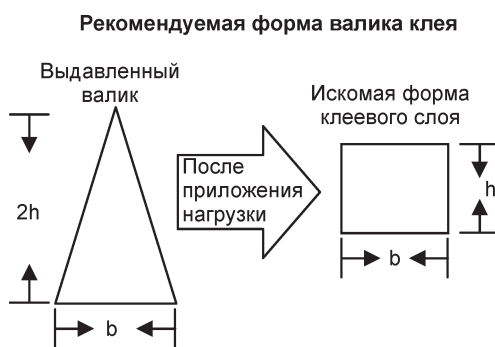 Рекомендуемая форма валика клея
Выдавленный
валик
Искомая форма
клеевого слоя
После
приложения
нагрузки
2h
h
b
b